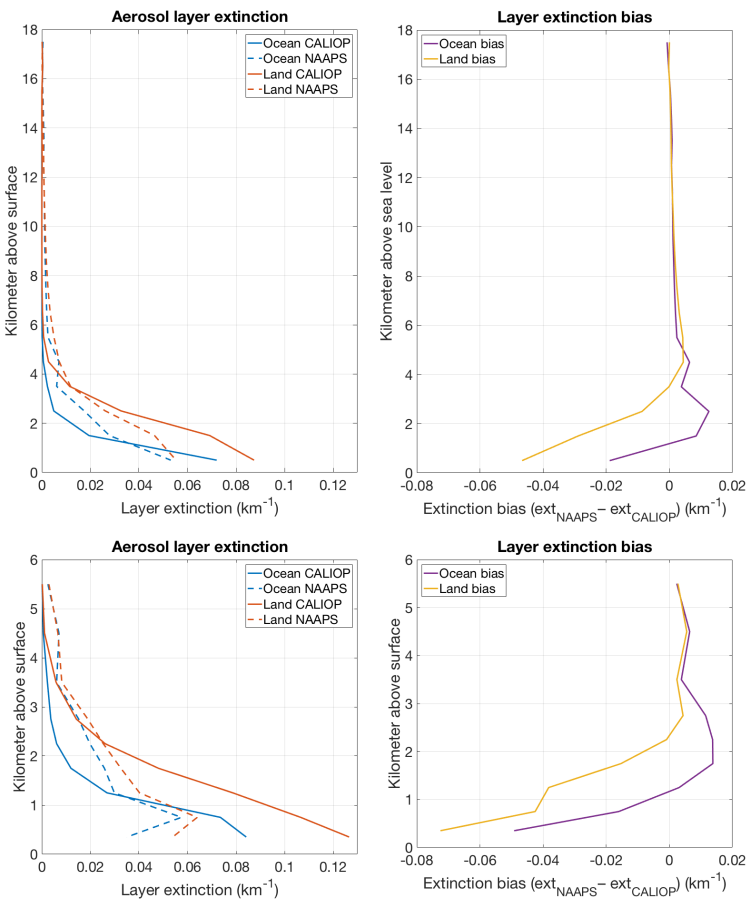 Aerosol layer extinction
18
16
14
12
10
8
6
4
2
0
Kilometer above surface
Ocean CALIOP
Ocean NAAPS
Land CALIOP
Land NAAPS
0 0.02 0.04 0.06 0.08 0.1 0.12
Layer extinction (km⁻¹)
Layer extinction bias
18
16
14
12
10
8
6
4
2
0
Kilometer above sea level
Ocean bias
Land bias
-0.08 -0.06 -0.04 -0.02 0 0.02
Extinction bias (ext_NAAPS– ext_CALIOP) (km⁻¹)
Aerosol layer extinction
6
5
4
3
2
1
0
Kilometer above surface
Ocean CALIOP
Ocean NAAPS
Land CALIOP
Land NAAPS
0 0.02 0.04 0.06 0.08 0.1 0.12
Layer extinction (km⁻¹)
Layer extinction bias
6
5
4
3
2
1
0
Kilometer above surface
Ocean bias
Land bias
-0.08 -0.06 -0.04 -0.02 0 0.02
Extinction bias (ext_NAAPS– ext_CALIOP) (km⁻¹)